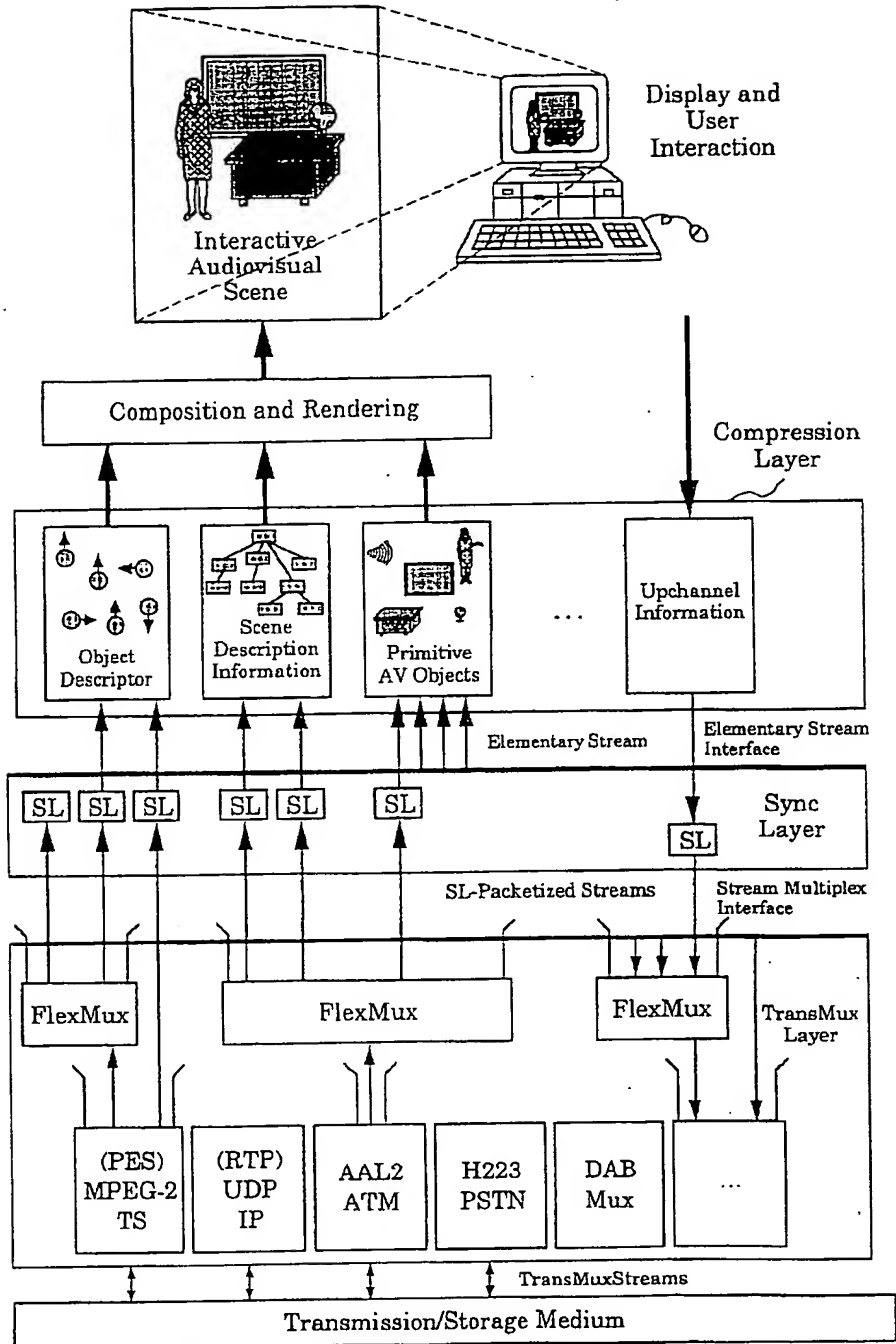 Display and
User
Interaction
Interactive
Audiovisual
Scene
Composition and Rendering
Compression
Layer
Object
Descriptor
Scene
Description
Information
Primitive
AV Objects
...
Upchannel
Information
Elementary Stream
Elementary Stream
Interface
SL
SL
SL
SL
SL
SL
SL
Sync
Layer
SL-Packetized Streams
Stream Multiplex
Interface
FlexMux
FlexMux
FlexMux
TransMux
Layer
(PES)
MPEG-2
TS
(RTP)
UDP
IP
AAL2
ATM
H223
PSTN
DAB
Mux
...
TransMuxStreams
Transmission/Storage Medium